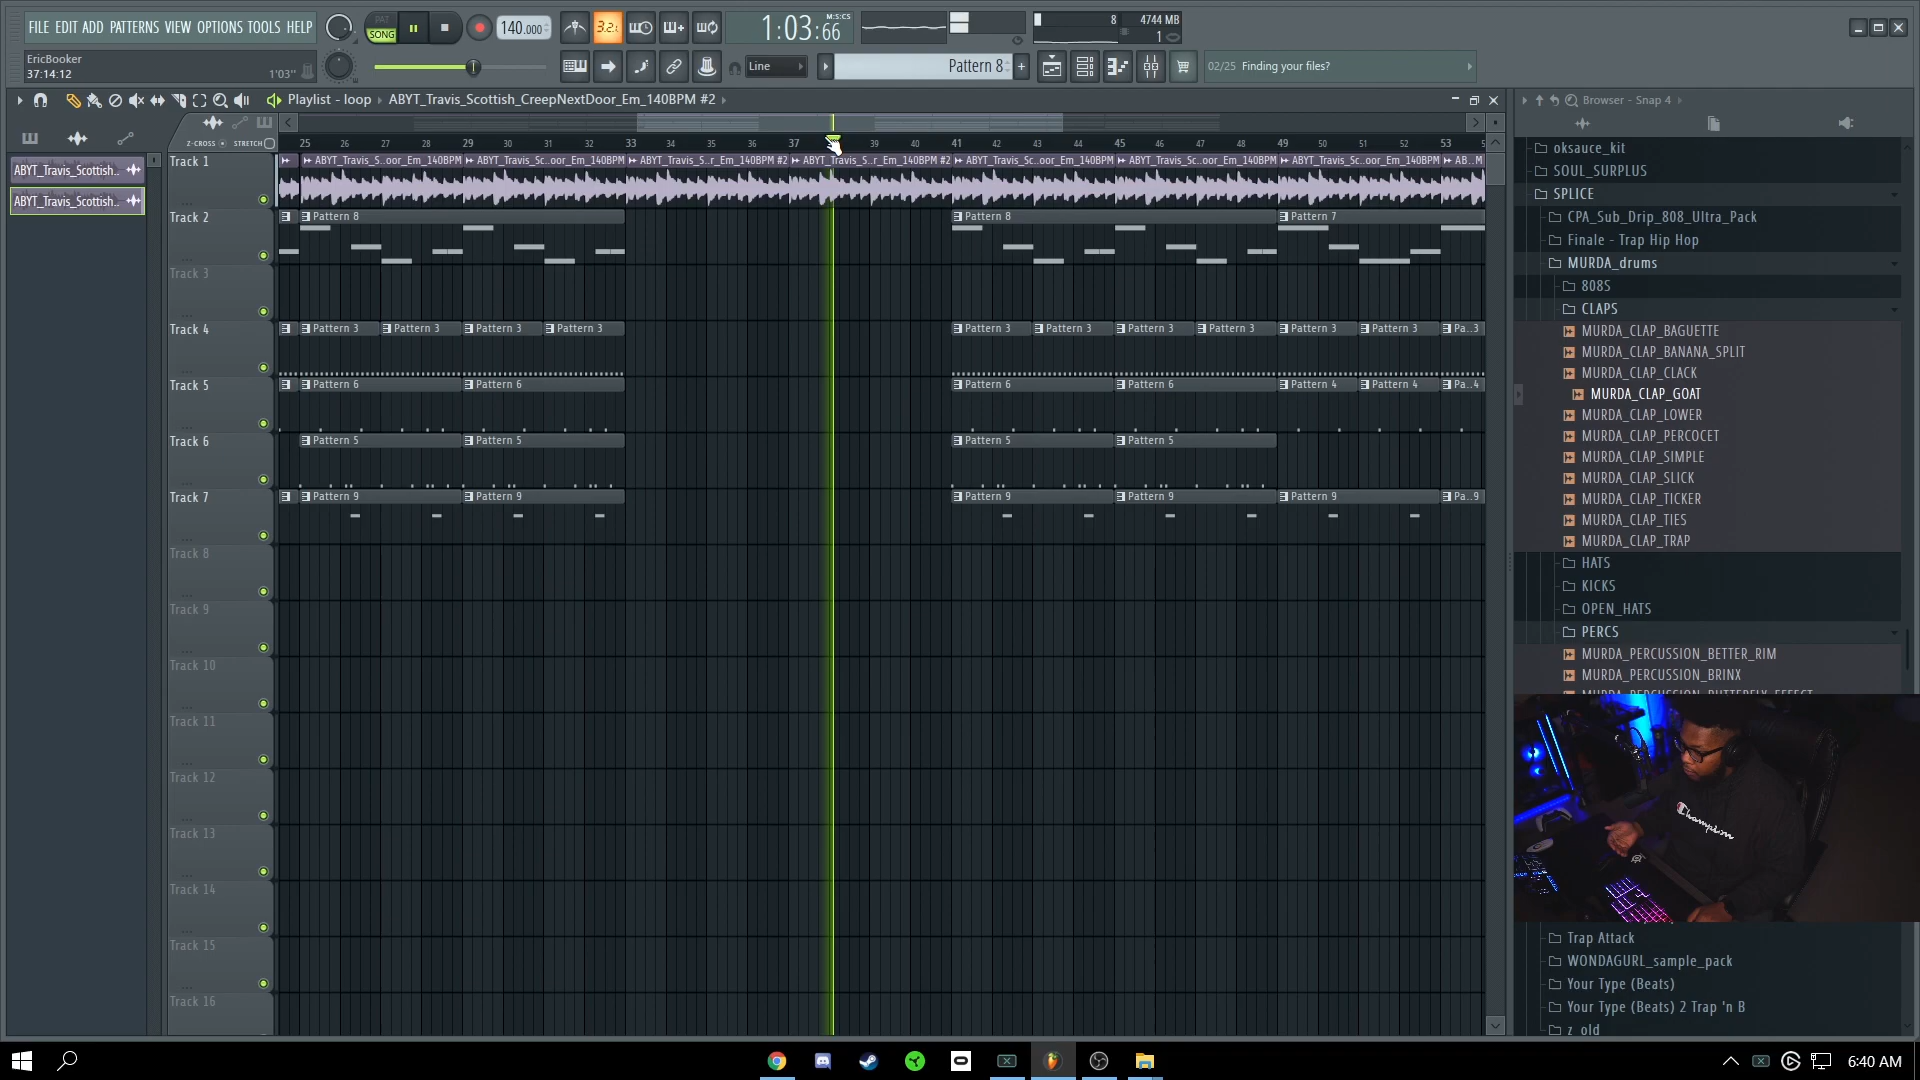 FILE EDIT ADD PATTERNS VIEW OPTIONS TOOLS HELP
PAT
SONG
140.000
3.2.
1:03:66
M:S:CS
8
4744 MB
1
EricBooker
37:14:12
1'03"
Line
Pattern 8
02/25 Finding your files?
Playlist - loop
ABYT_Travis_Scottish_CreepNextDoor_Em_140BPM #2
Browser - Snap 4
Z-CROSS STRETCH
25 26 27 28 29 30 31 32 33 34 35 36 37 39 40 41 42 43 44 45 46 47 48 49 50 51 52 53
ABYT_Travis_Scottish..
ABYT_Travis_Scottish..
Track 1
ABYT_Travis_S...oor_Em_140BPM
ABYT_Travis_Sc...oor_Em_140BPM
ABYT_Travis_S...r_Em_140BPM #2
ABYT_Travis_S...r_Em_140BPM #2
ABYT_Travis_Sc...oor_Em_140BPM
ABYT_Travis_Sc...oor_Em_140BPM
ABYT_Travis_Sc...oor_Em_140BPM
AB...M
Track 2
Pattern 8
Pattern 8
Pattern 7
Track 3
Track 4
Pattern 3
Pattern 3
Pattern 3
Pattern 3
Pattern 3
Pattern 3
Pattern 3
Pattern 3
Pattern 3
Pattern 3
Pa..3
Track 5
Pattern 6
Pattern 6
Pattern 6
Pattern 6
Pattern 4
Pattern 4
Pa..4
Track 6
Pattern 5
Pattern 5
Pattern 5
Pattern 5
Track 7
Pattern 9
Pattern 9
Pattern 9
Pattern 9
Pattern 9
Pa..9
Track 8
Track 9
Track 10
Track 11
Track 12
Track 13
Track 14
Track 15
Track 16
oksauce_kit
SOUL_SURPLUS
SPLICE
CPA_Sub_Drip_808_Ultra_Pack
Finale - Trap Hip Hop
MURDA_drums
808S
CLAPS
MURDA_CLAP_BAGUETTE
MURDA_CLAP_BANANA_SPLIT
MURDA_CLAP_CLACK
MURDA_CLAP_GOAT
MURDA_CLAP_LOWER
MURDA_CLAP_PERCOCET
MURDA_CLAP_SIMPLE
MURDA_CLAP_SLICK
MURDA_CLAP_TICKER
MURDA_CLAP_TIES
MURDA_CLAP_TRAP
HATS
KICKS
OPEN_HATS
PERCS
MURDA_PERCUSSION_BETTER_RIM
MURDA_PERCUSSION_BRINX
MURDA_PERCUSSION_BUTTERFLY_EFFECT
Champion
Trap Attack
WONDAGURL_sample_pack
Your Type (Beats)
Your Type (Beats) 2 Trap 'n B
z_old
6:40 AM